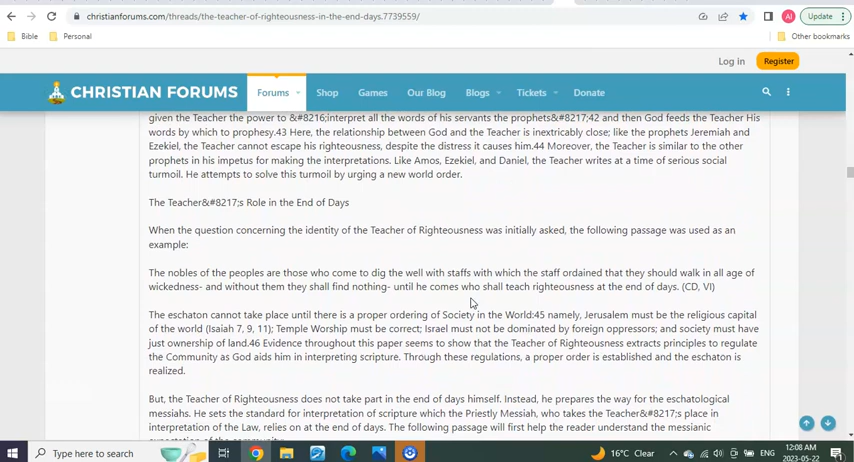 christianforums.com/threads/the-teacher-of-righteousness-in-the-end-days.7739559/
AI
Update
Bible
Personal
Other bookmarks
Log in
Register
CHRISTIAN FORUMS
Forums
Shop
Games
Our Blog
Blogs
Tickets
Donate
given the Teacher the power to &#8216;interpret all the words of his servants the prophets&#8217;42 and then God feeds the Teacher His
words by which to prophesy.43 Here, the relationship between God and the Teacher is inextricably close; like the prophets Jeremiah and
Ezekiel, the Teacher cannot escape his righteousness, despite the distress it causes him.44 Moreover, the Teacher is similar to the other
prophets in his impetus for making the interpretations. Like Amos, Ezekiel, and Daniel, the Teacher writes at a time of serious social
turmoil. He attempts to solve this turmoil by urging a new world order.
The Teacher&#8217;s Role in the End of Days
When the question concerning the identity of the Teacher of Righteousness was initially asked, the following passage was used as an
example:
The nobles of the peoples are those who come to dig the well with staffs with which the staff ordained that they should walk in all age of
wickedness- and without them they shall find nothing- until he comes who shall teach righteousness at the end of days. (CD, VI)
The eschaton cannot take place until there is a proper ordering of Society in the World:45 namely, Jerusalem must be the religious capital
of the world (Isaiah 7, 9, 11); Temple Worship must be correct; Israel must not be dominated by foreign oppressors; and society must have
just ownership of land.46 Evidence throughout this paper seems to show that the Teacher of Righteousness extracts principles to regulate
the Community as God aids him in interpreting scripture. Through these regulations, a proper order is established and the eschaton is
realized.
But, the Teacher of Righteousness does not take part in the end of days himself. Instead, he prepares the way for the eschatological
messiahs. He sets the standard for interpretation of scripture which the Priestly Messiah, who takes the Teacher&#8217;s place in
interpretation of the Law, relies on at the end of days. The following passage will first help the reader understand the messianic
expectation of the community:
Type here to search
16°C Clear
ENG
12:08 AM
2023-05-22